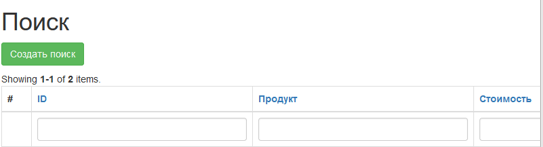 Поиск
Создать поиск
Showing 1-1 of 2 items.
# ID Продукт Стоимость